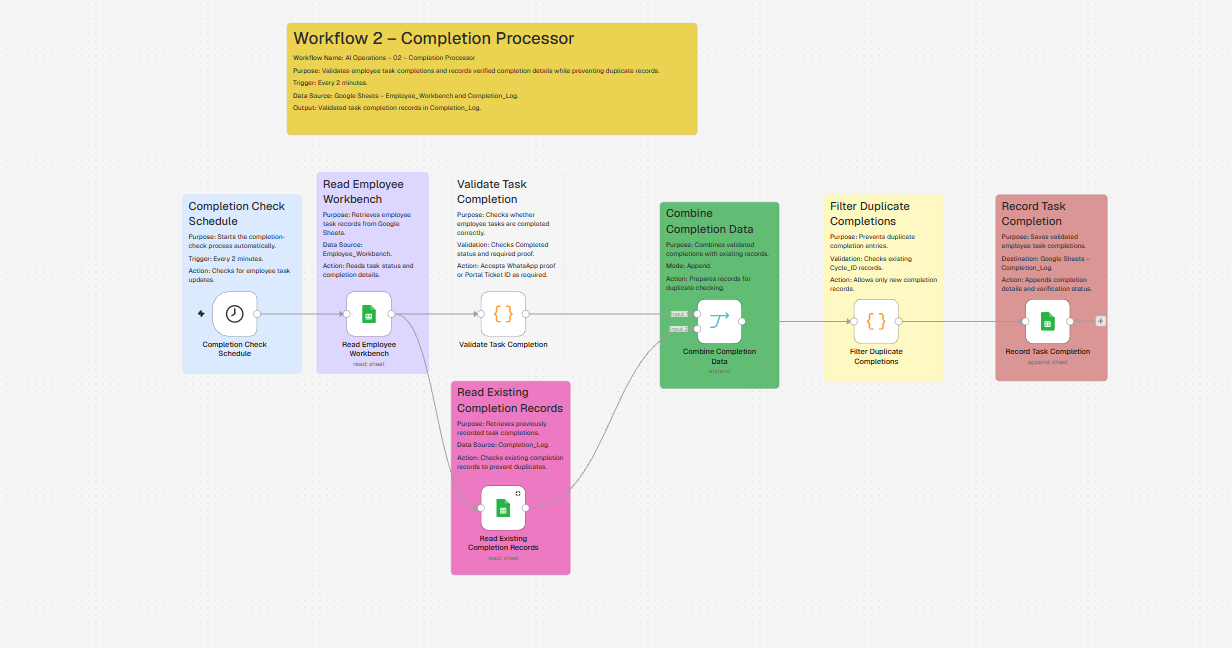 Workflow 2 – Completion Processor
Workflow Name: AI Operations – 02 – Completion Processor
Purpose: Validates employee task completions and records verified completion details while preventing duplicate records.
Trigger: Every 2 minutes.
Data Source: Google Sheets – Employee_Workbench and Completion_Log.
Output: Validated task completion records in Completion_Log.
Completion Check
Schedule
Purpose: Starts the completion-
check process automatically.
Trigger: Every 2 minutes.
Action: Checks for employee task
updates.
Completion Check
Schedule
Read Employee
Workbench
Purpose: Retrieves employee
task records from Google
Sheets.
Data Source:
Employee_Workbench.
Action: Reads task status and
completion details.
Read Employee
Workbench
read: sheet
Validate Task
Completion
Purpose: Checks whether
employee tasks are completed
correctly.
Validation: Checks Completed
status and required proof.
Action: Accepts WhatsApp proof
or Portal Ticket ID as required.
Validate Task Completion
Read Existing
Completion Records
Purpose: Retrieves previously
recorded task completions.
Data Source: Completion_Log.
Action: Checks existing completion
records to prevent duplicates.
Read Existing
Completion Records
read: sheet
Combine
Completion Data
Purpose: Combines validated
completions with existing records.
Mode: Append.
Action: Prepares records for
duplicate checking.
Input 1
Input 2
Combine Completion
Data
append
Filter Duplicate
Completions
Purpose: Prevents duplicate
completion entries.
Validation: Checks existing
Cycle_ID records.
Action: Allows only new completion
records.
Filter Duplicate
Completions
Record Task
Completion
Purpose: Saves validated
employee task completions.
Destination: Google Sheets –
Completion_Log.
Action: Appends completion
details and verification status.
Record Task Completion
append: sheet